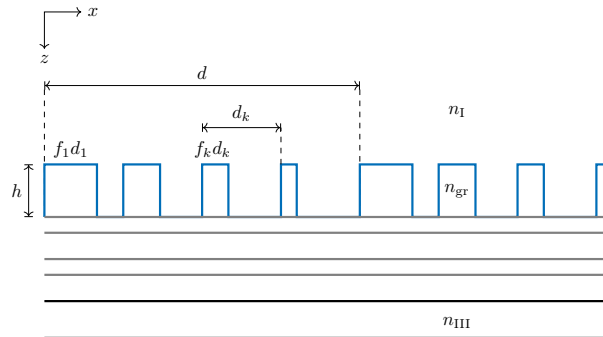 x
z
d
n_I
d_k
f_1d_1
f_kd_k
h
n_gr
n_III